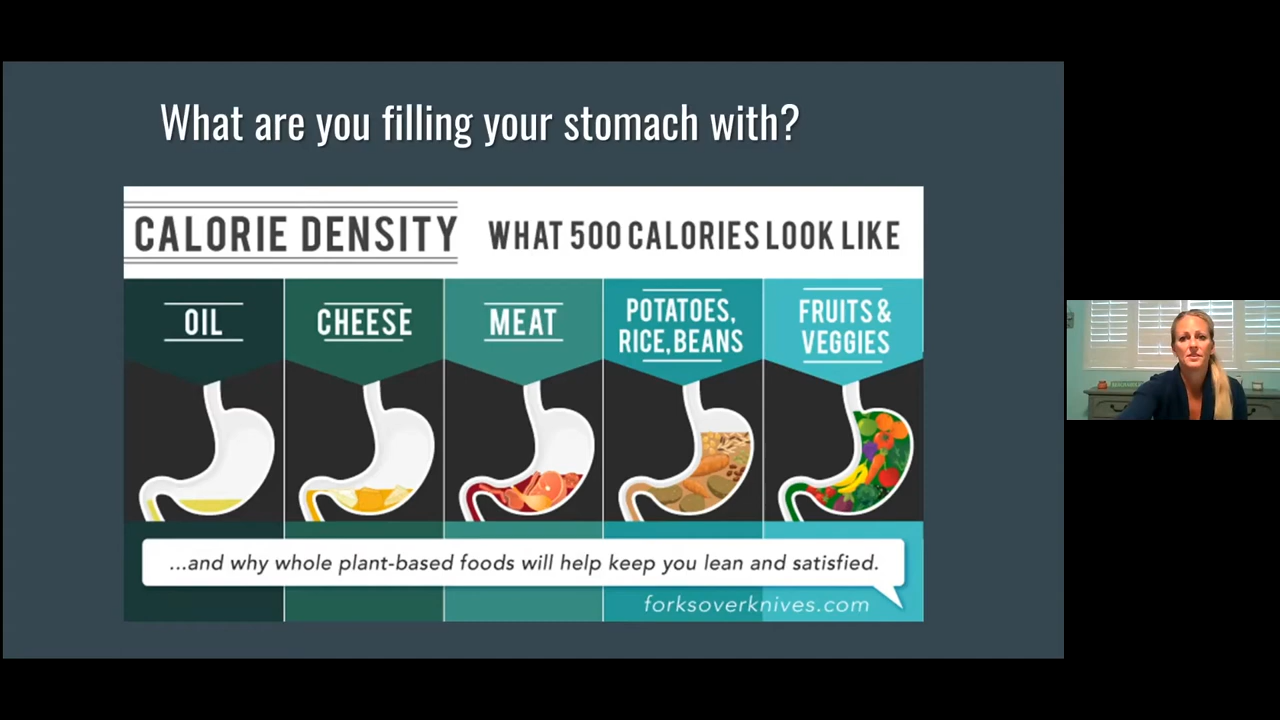 What are you filling your stomach with?
CALORIE DENSITY
WHAT 500 CALORIES LOOK LIKE
OIL
CHEESE
MEAT
POTATOES,
RICE, BEANS
FRUITS &
VEGGIES
...and why whole plant-based foods will help keep you lean and satisfied.
forksoverknives.com